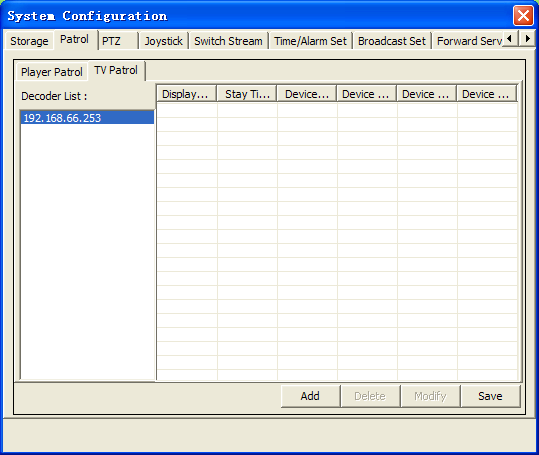 System Configuration
Storage Patrol PTZ Joystick Switch Stream Time/Alarm Set Broadcast Set Forward Serv
Player Patrol TV Patrol
Decoder List : Display... Stay Ti... Device... Device ... Device ... Device ...
192.168.66.253
Add Delete Modify Save